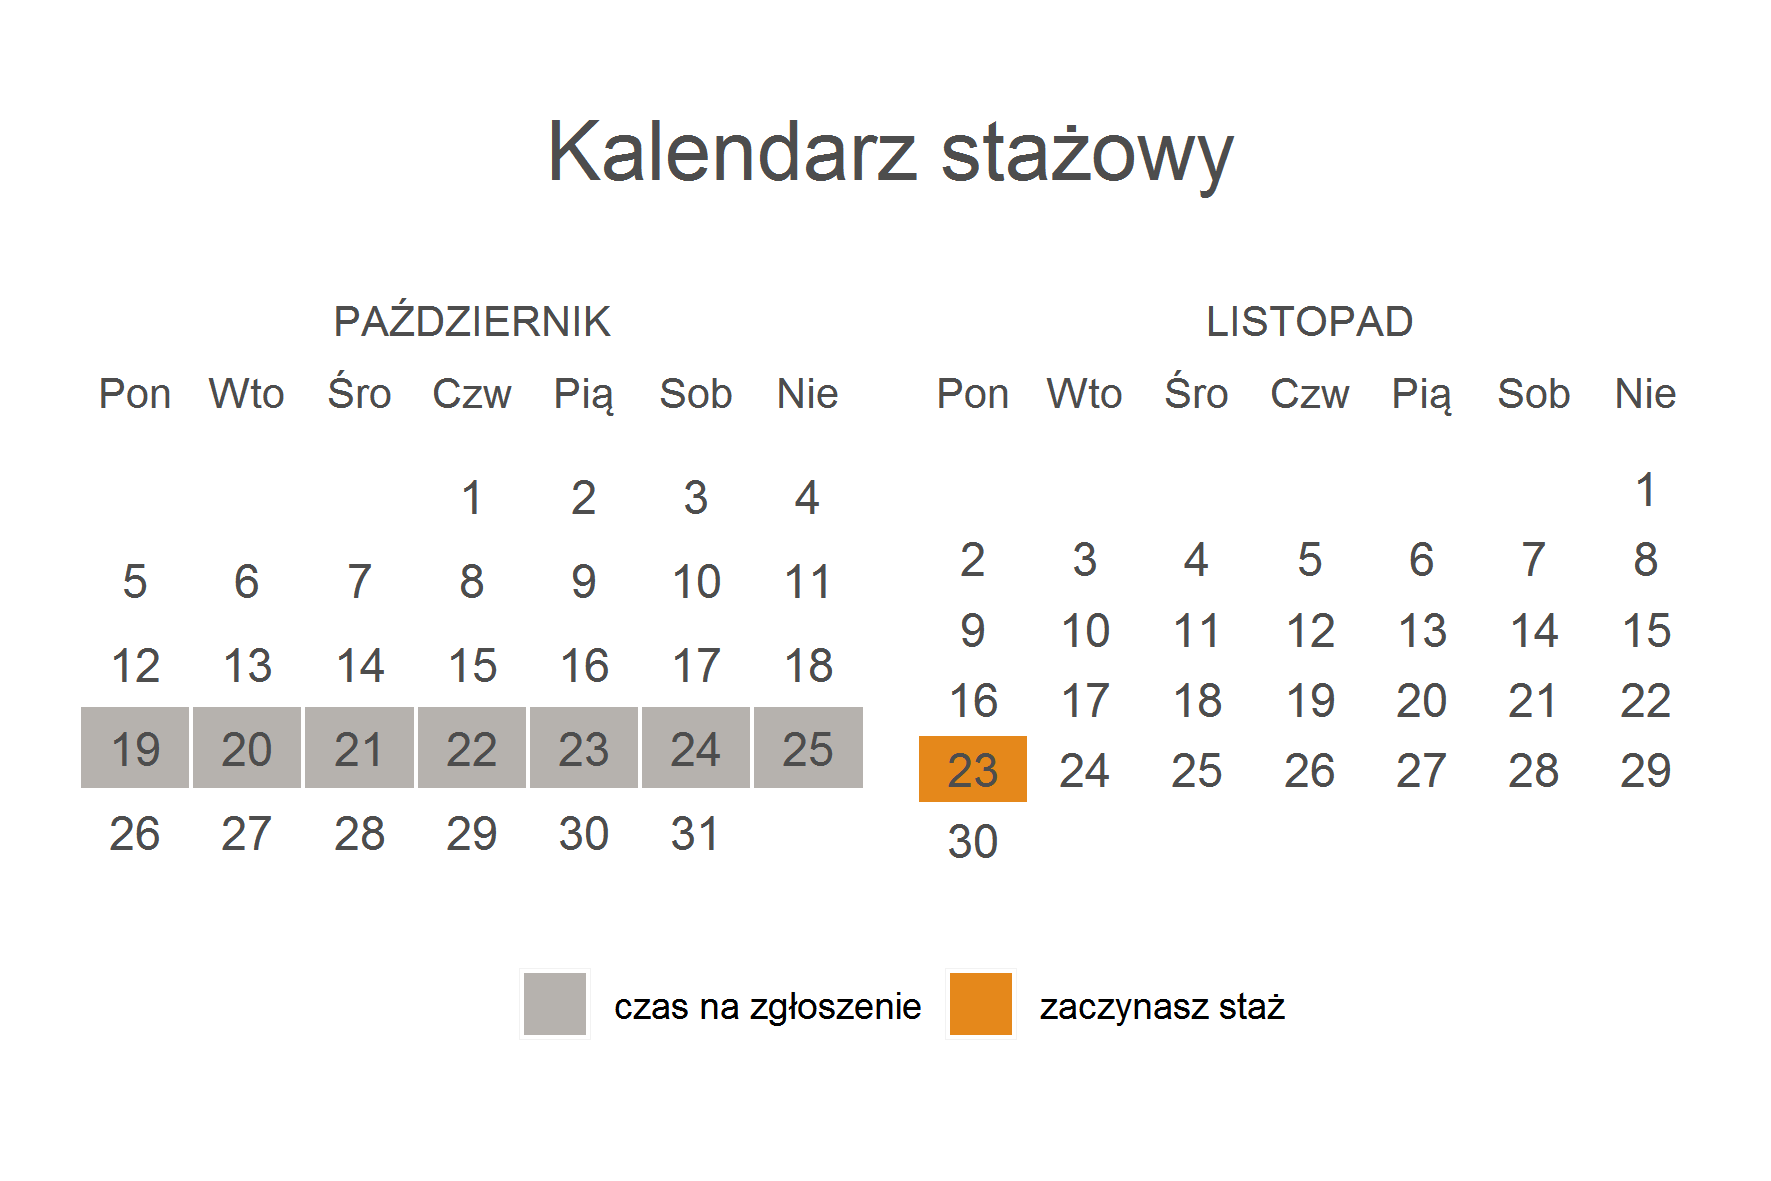 Kalendarz stażowy
PAŹDZIERNIK
Pon Wto Śro Czw Pią Sob Nie
1 2 3 4
5 6 7 8 9 10 11
12 13 14 15 16 17 18
19 20 21 22 23 24 25
26 27 28 29 30 31
LISTOPAD
Pon Wto Śro Czw Pią Sob Nie
1
2 3 4 5 6 7 8
9 10 11 12 13 14 15
16 17 18 19 20 21 22
23 24 25 26 27 28 29
30
czas na zgłoszenie zaczynasz staż